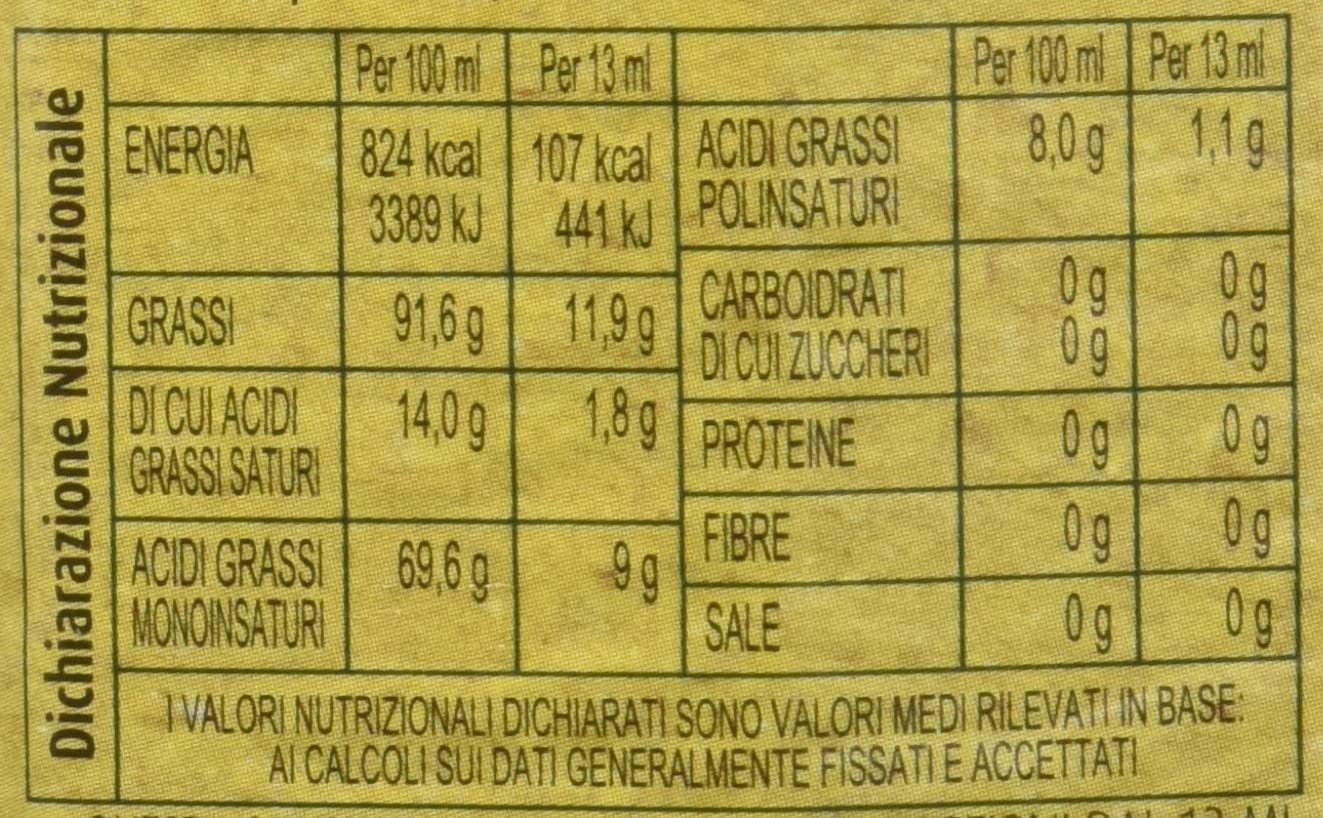 Dichiarazione Nutrizionale
Per 100 ml Per 13 ml
ENERGIA 824 kcal 107 kcal
3389 kJ 441 kJ
GRASSI 91,6 g 11,9 g
DI CUI ACIDI 14,0 g 1,8 g
GRASSI SATURI
ACIDI GRASSI 69,6 g 9 g
MONOINSATURI
Per 100 ml Per 13 ml
ACIDI GRASSI 8,0 g 1,1 g
POLINSATURI
CARBOIDRATI 0 g 0 g
DI CUI ZUCCHERI 0 g 0 g
PROTEINE 0 g 0 g
FIBRE 0 g 0 g
SALE 0 g 0 g
I VALORI NUTRIZIONALI DICHIARATI SONO VALORI MEDI RILEVATI IN BASE:
AI CALCOLI SUI DATI GENERALMENTE FISSATI E ACCETTATI